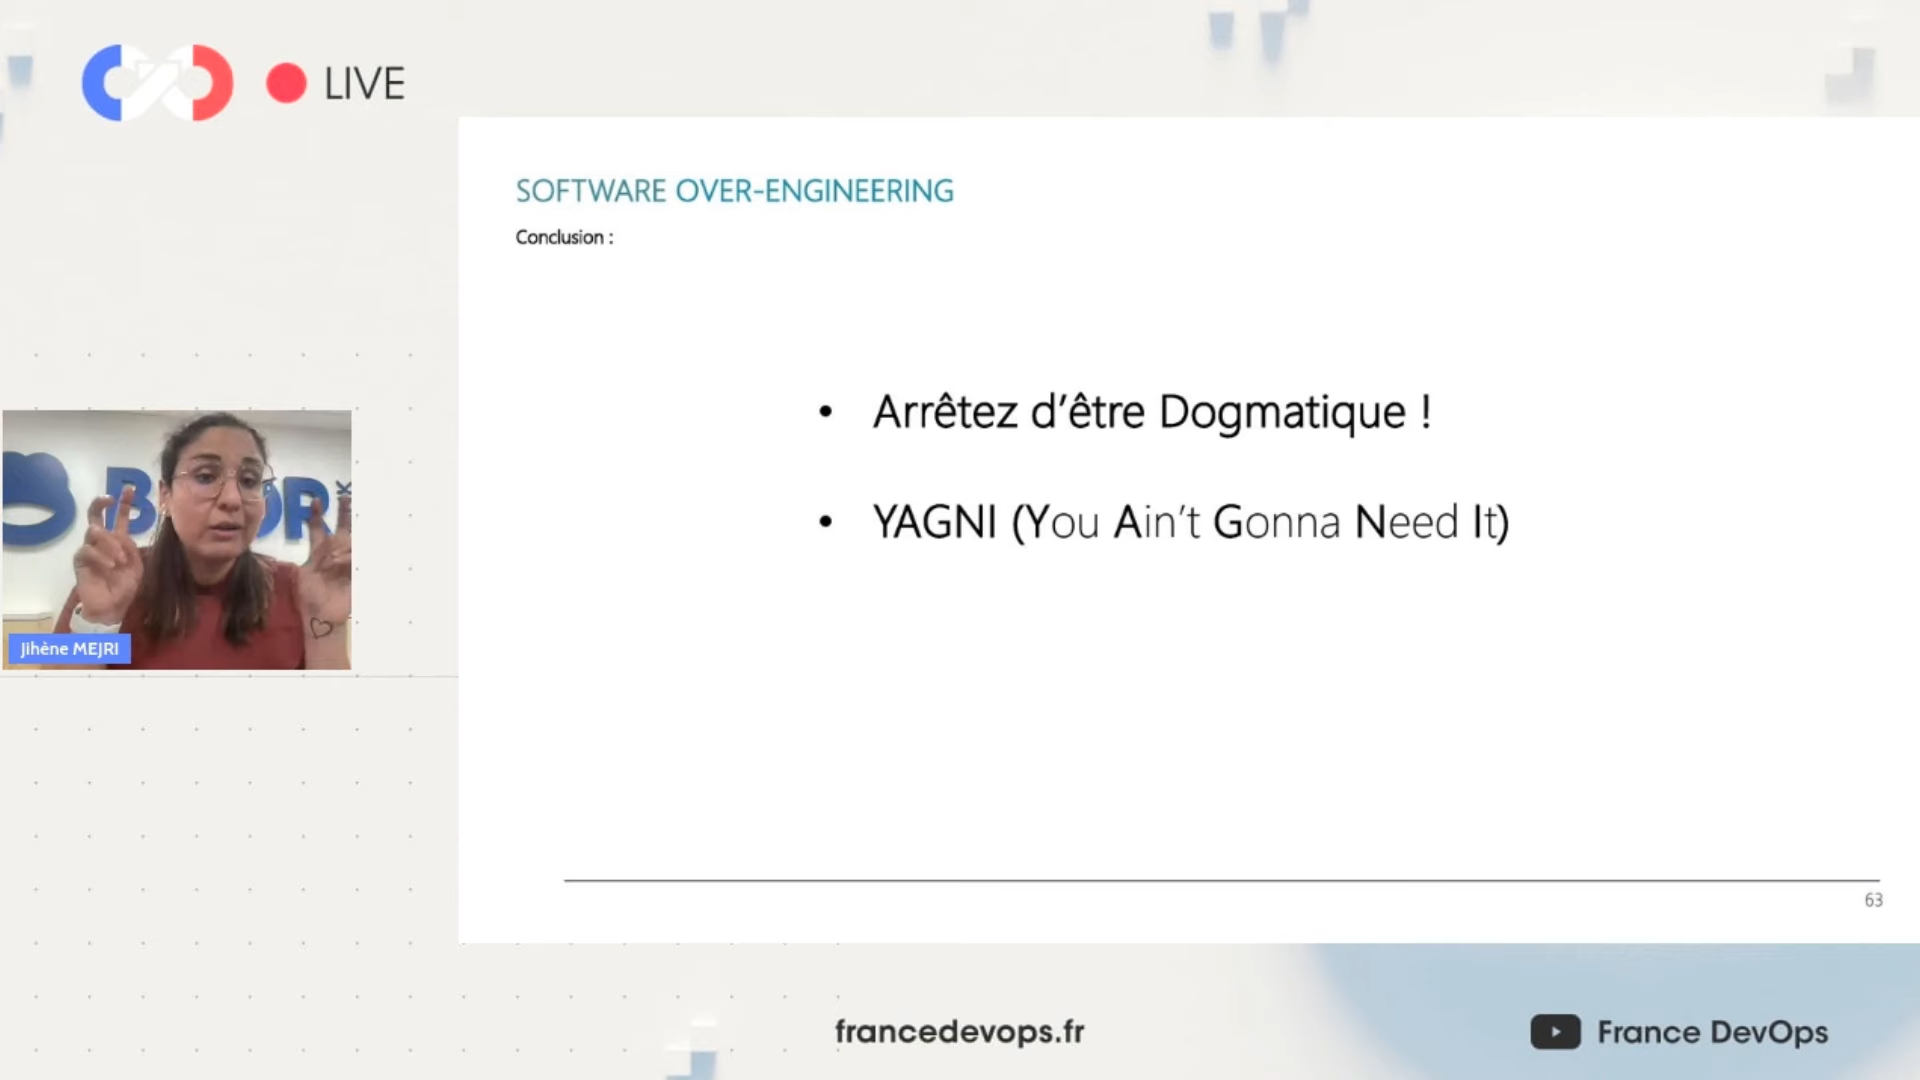 LIVE
SOFTWARE OVER-ENGINEERING
Conclusion :
• Arrêtez d’être Dogmatique !
• YAGNI (You Ain’t Gonna Need It)
Jihène MEJRI
63
francedevops.fr
France DevOps